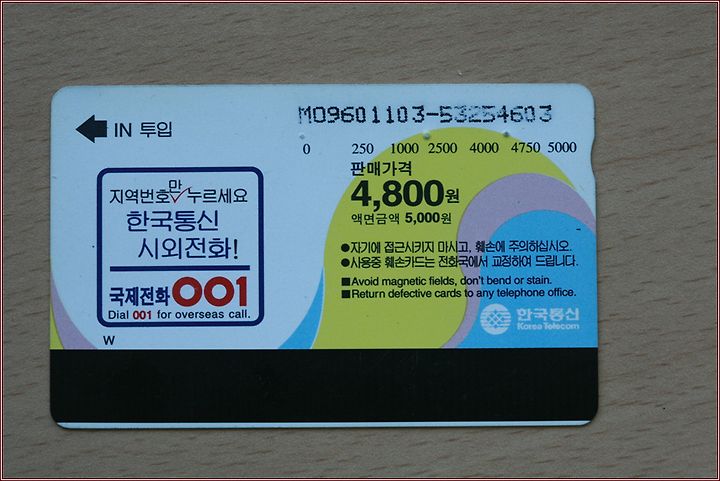 M09601103-53254603
IN 투입
0 250 1000 2500 4000 4750 5000
판매가격
4,800원
액면금액 5,000원
지역번호만✓누르세요
한국통신
시외전화!
국제전화001
Dial 001 for overseas call.
W
●자기에 접근시키지 마시고, 훼손에 주의하십시오.
●사용중 훼손카드는 전화국에서 교정하여 드립니다.
■Avoid magnetic fields, don't bend or stain.
■Return defective cards to any telephone office.
한국통신
Korea Telecom